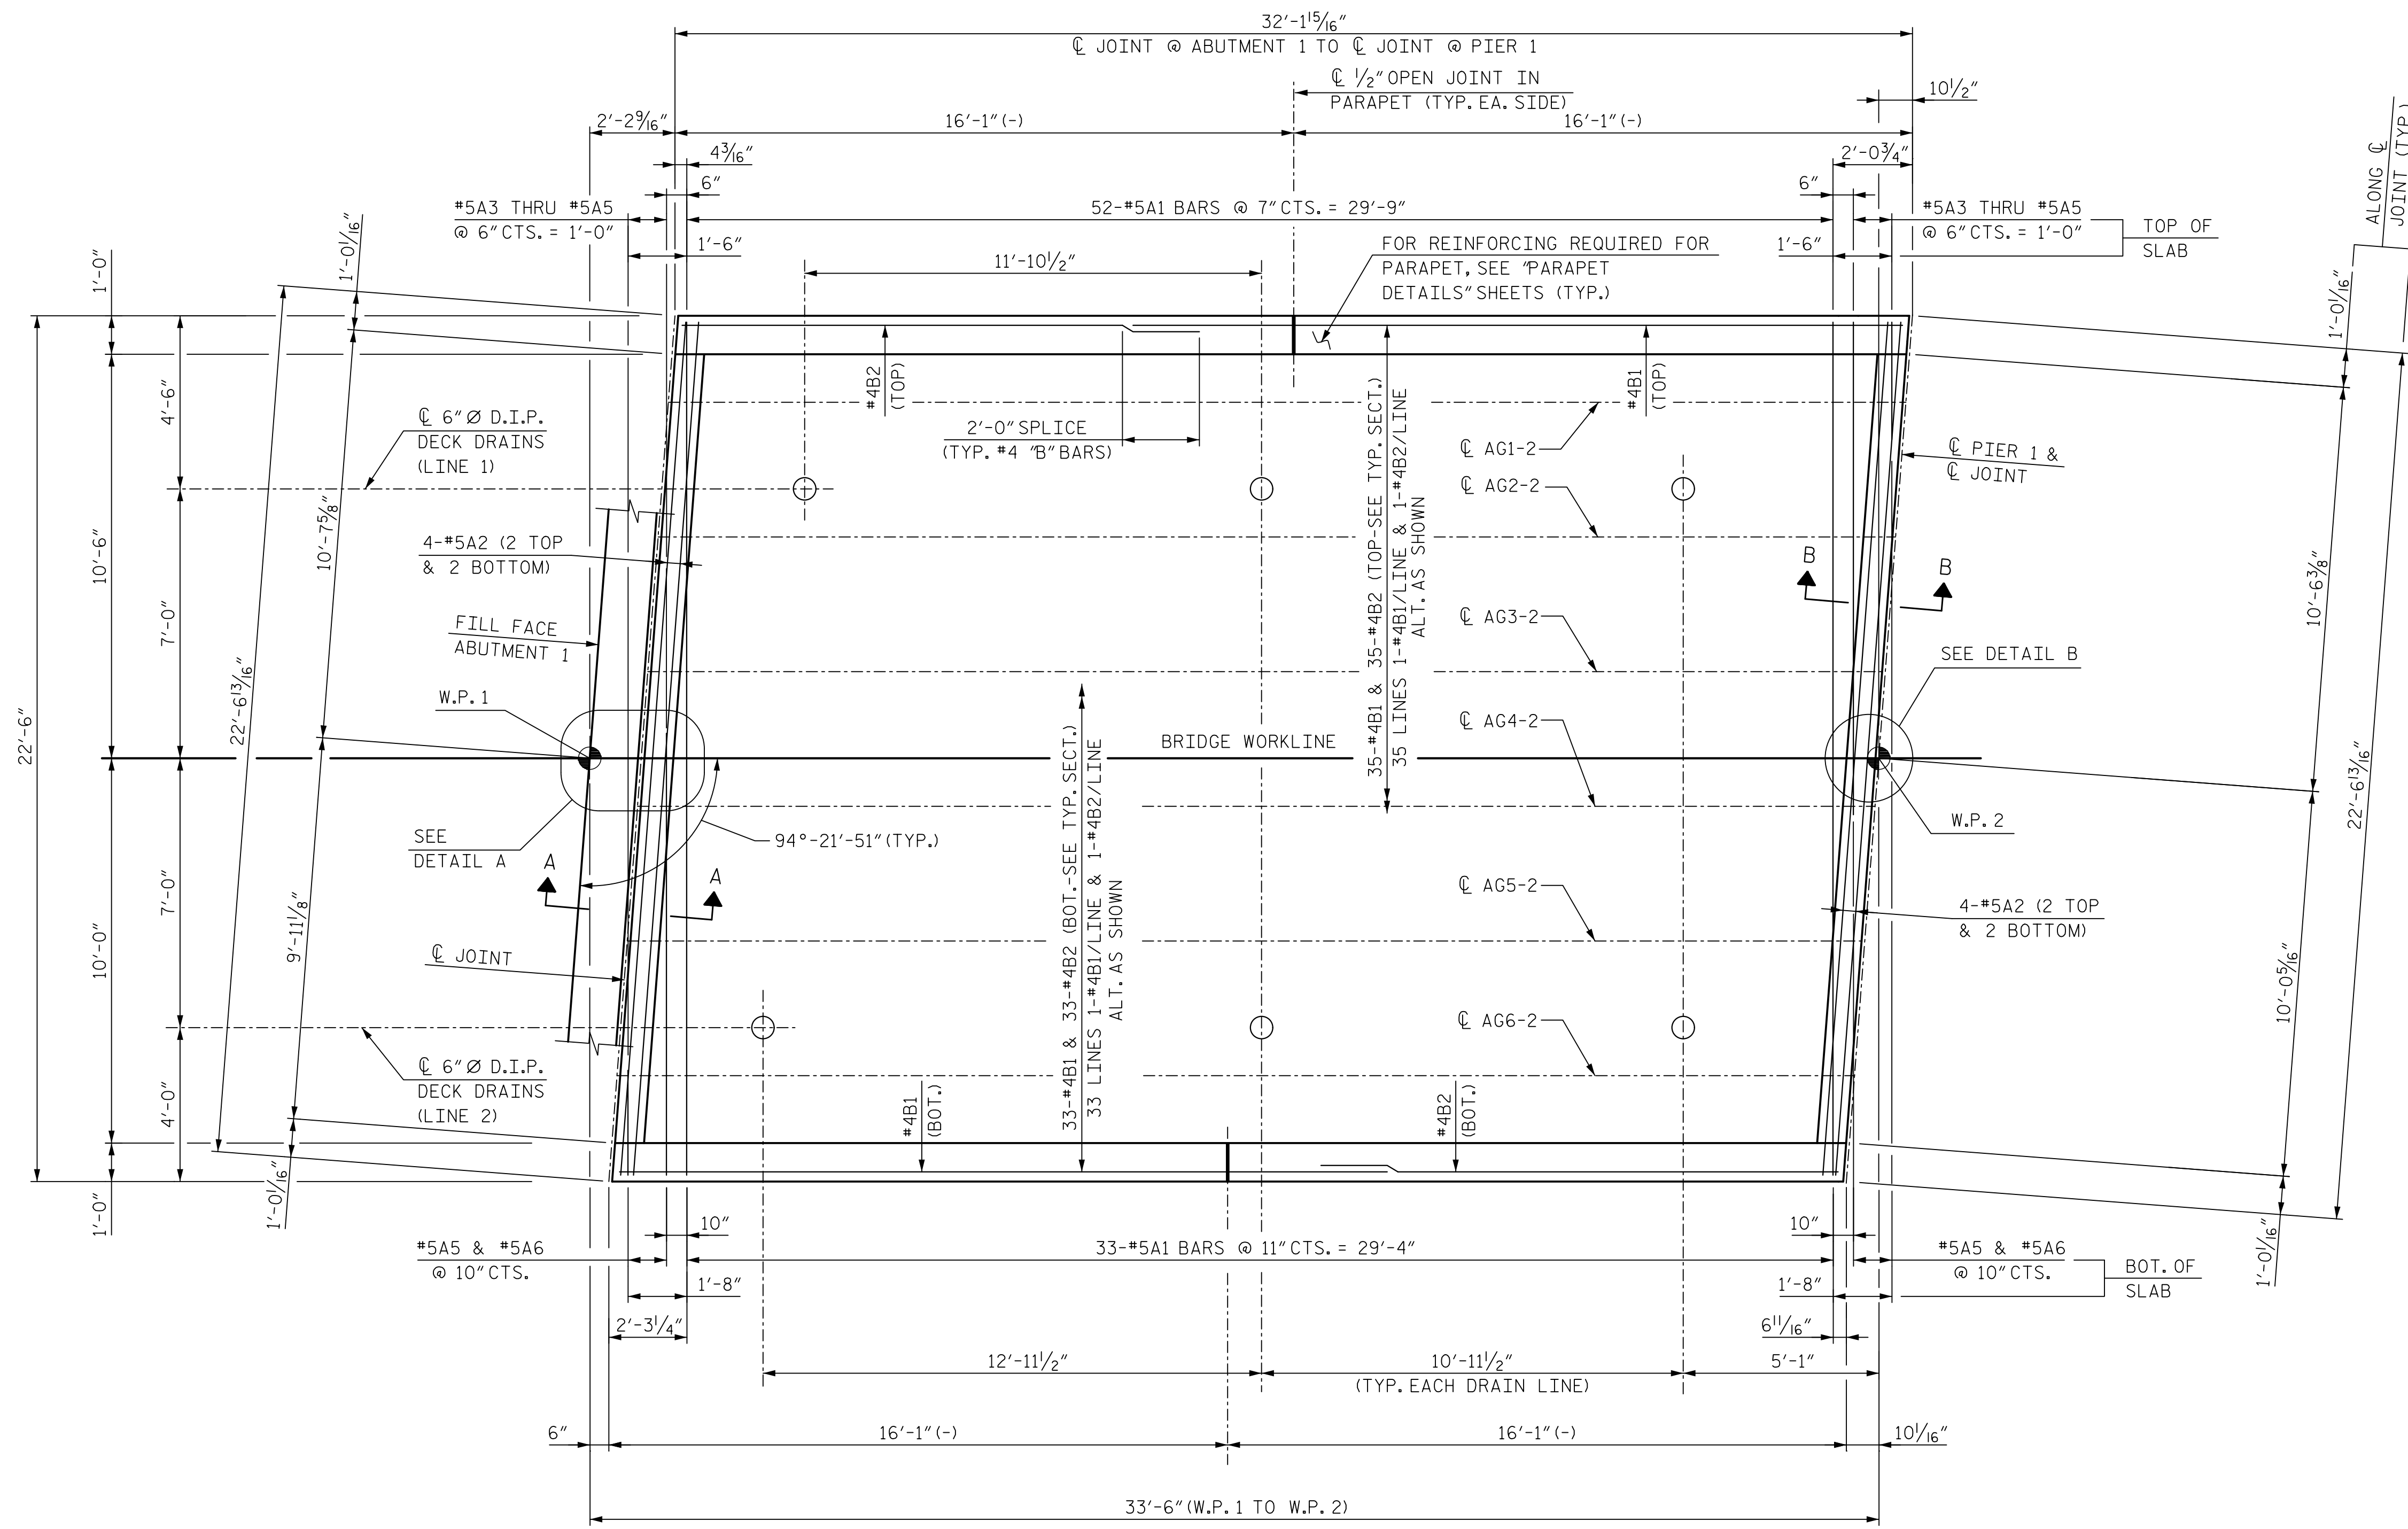 32'-1 15/16"
℄ JOINT @ ABUTMENT 1 TO ℄ JOINT @ PIER 1
℄ 1/2" OPEN JOINT IN
PARAPET (TYP. EA. SIDE)
10 1/2"
2'-2 9/16"
16'-1" (-)
16'-1" (-)
4 3/16"
2'-0 3/4"
6"
6"
#5A3 THRU #5A5
@ 6" CTS. = 1'-0"
52-#5A1 BARS @ 7" CTS. = 29'-9"
#5A3 THRU #5A5
@ 6" CTS. = 1'-0"
TOP OF
SLAB
1'-6"
1'-6"
11'-10 1/2"
FOR REINFORCING REQUIRED FOR
PARAPET, SEE "PARAPET
DETAILS" SHEETS (TYP.)
ALONG ℄
JOINT (TYP.)
1'-0"
1'-0 1/16"
1'-0 1/16"
4'-6"
10'-6"
10'-7 5/8"
22'-6"
22'-6 13/16"
7'-0"
7'-0"
10'-0"
9'-11 1/8"
4'-0"
1'-0"
1'-0 1/16"
℄ 6" Ø D.I.P.
DECK DRAINS
(LINE 1)
#4B2
(TOP)
2'-0" SPLICE
(TYP. #4 "B" BARS)
35-#4B1 & 35-#4B2 (TOP-SEE TYP. SECT.)
35 LINES 1-#4B1/LINE & 1-#4B2/LINE
ALT. AS SHOWN
#4B1
(TOP)
℄ AG1-2
℄ AG2-2
℄ AG3-2
℄ AG4-2
℄ AG5-2
℄ AG6-2
℄ PIER 1 &
℄ JOINT
4-#5A2 (2 TOP
& 2 BOTTOM)
FILL FACE
ABUTMENT 1
W.P. 1
B
B
SEE DETAIL B
10'-6 3/8"
22'-6 13/16"
BRIDGE WORKLINE
W.P. 2
94°-21'-51" (TYP.)
SEE
DETAIL A
A
A
33-#4B1 & 33-#4B2 (BOT.-SEE TYP. SECT.)
33 LINES 1-#4B1/LINE & 1-#4B2/LINE
ALT. AS SHOWN
4-#5A2 (2 TOP
& 2 BOTTOM)
10'-0 5/16"
℄ JOINT
℄ 6" Ø D.I.P.
DECK DRAINS
(LINE 2)
#4B1
(BOT.)
#4B2
(BOT.)
1'-0 1/16"
10"
10"
#5A5 & #5A6
@ 10" CTS.
33-#5A1 BARS @ 11" CTS. = 29'-4"
#5A5 & #5A6
@ 10" CTS.
BOT. OF
SLAB
1'-8"
1'-8"
2'-3 1/4"
6 11/16"
12'-11 1/2"
10'-11 1/2"
(TYP. EACH DRAIN LINE)
5'-1"
6"
16'-1" (-)
16'-1" (-)
10 1/16"
33'-6" (W.P. 1 TO W.P. 2)